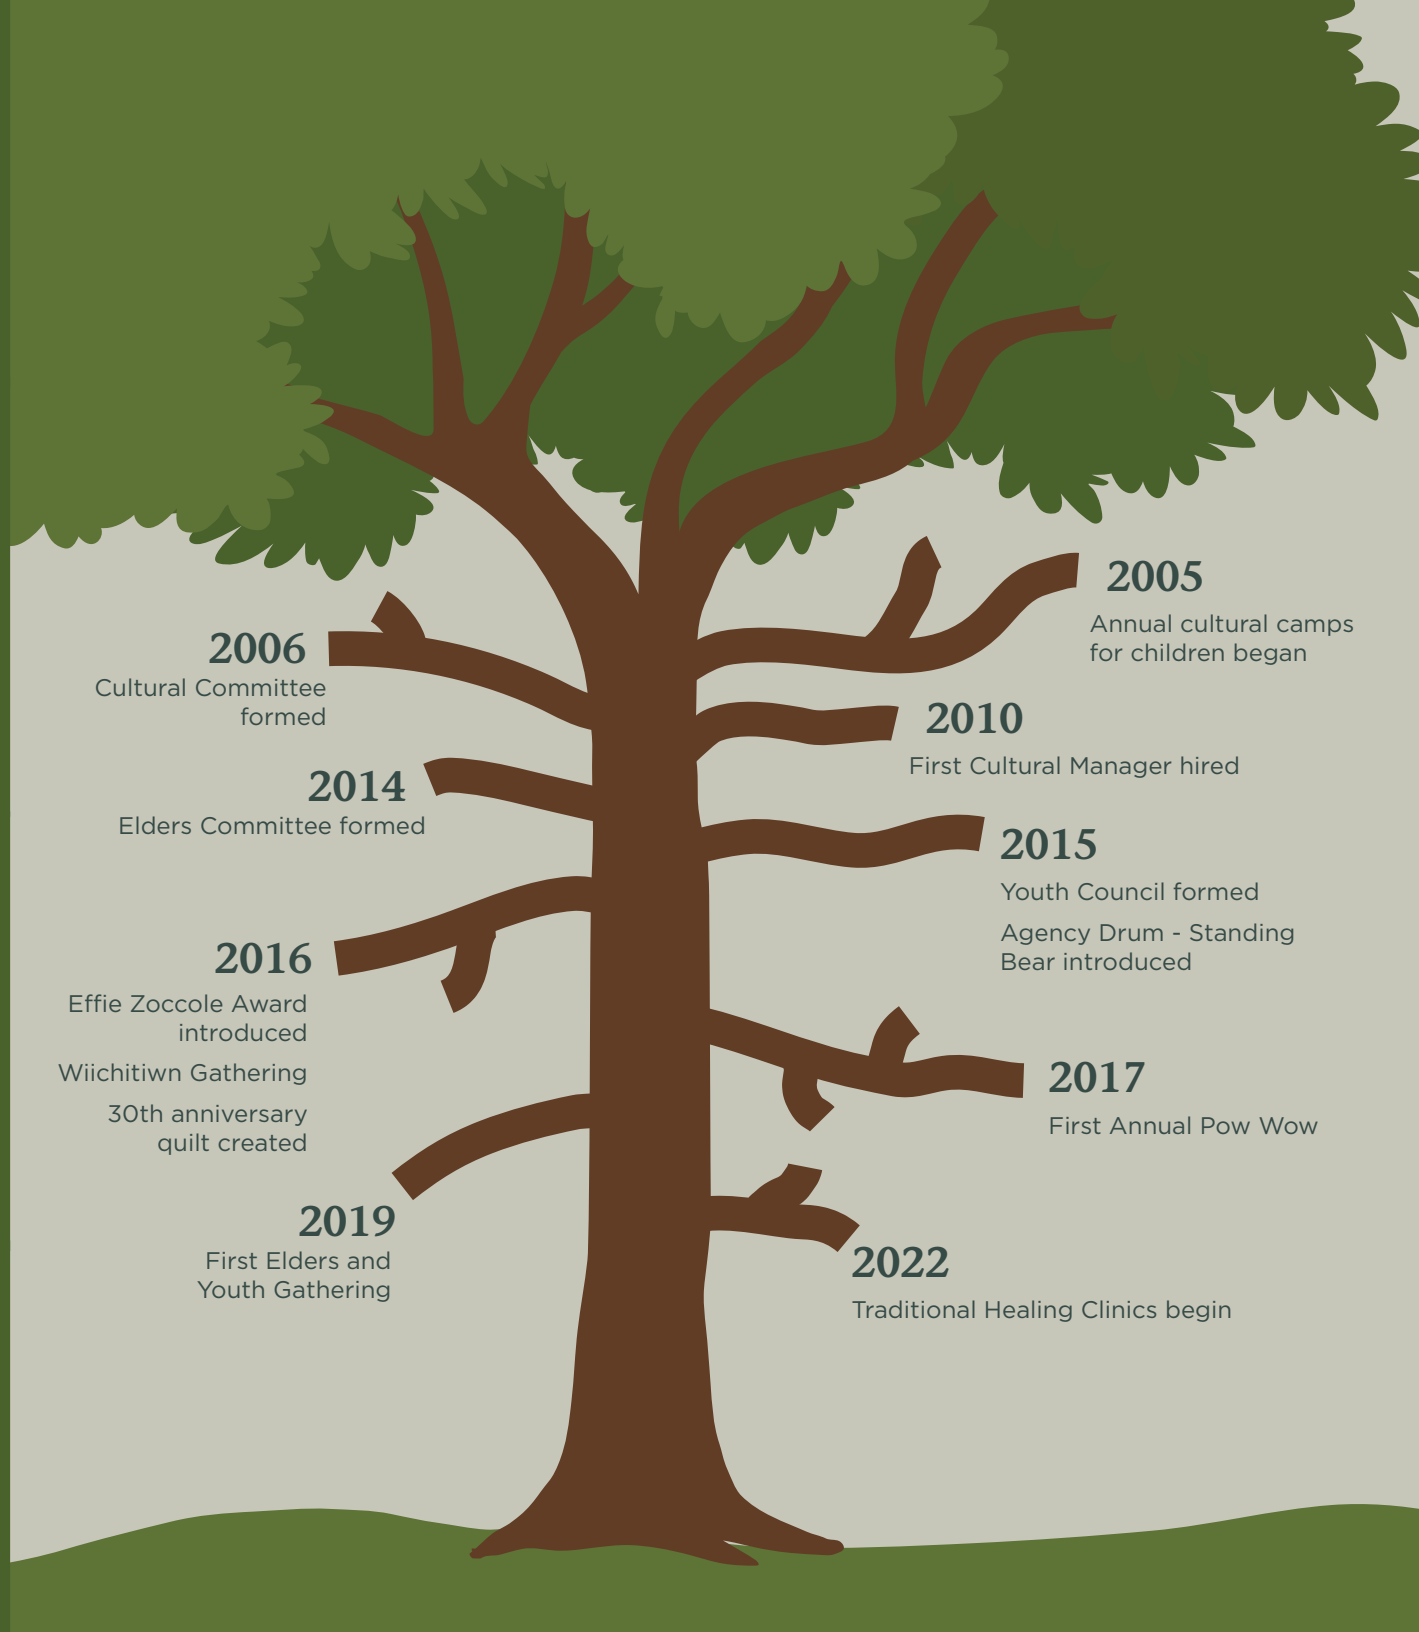 2005
Annual cultural camps
for children began
2006
Cultural Committee
formed
2010
First Cultural Manager hired
2014
Elders Committee formed
2015
Youth Council formed
Agency Drum - Standing
Bear introduced
2016
Effie Zoccole Award
introduced
Wiichitiwn Gathering
30th anniversary
quilt created
2017
First Annual Pow Wow
2019
First Elders and
Youth Gathering
2022
Traditional Healing Clinics begin